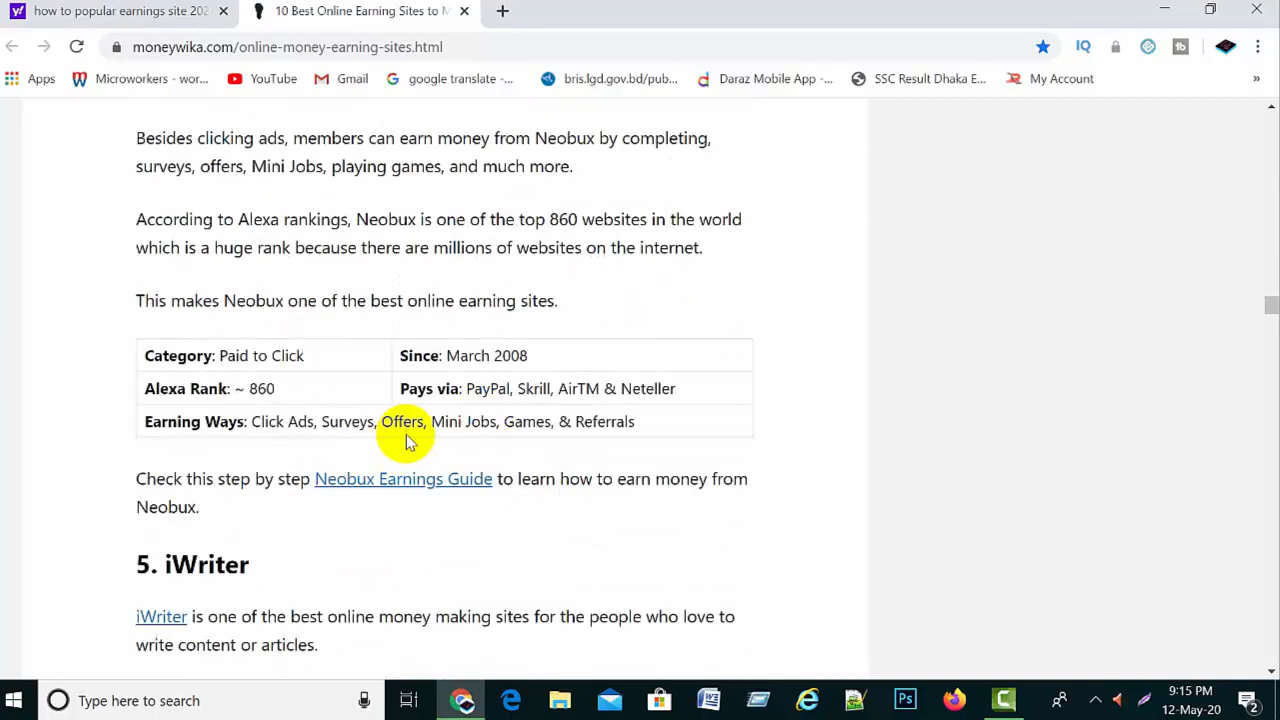 how to popular earnings site 202
10 Best Online Earning Sites to M
moneywika.com/online-money-earning-sites.html
Apps
Microworkers - wor...
YouTube
Gmail
google translate -...
bris.lgd.gov.bd/pub...
Daraz Mobile App -...
SSC Result Dhaka E...
My Account
Besides clicking ads, members can earn money from Neobux by completing,
surveys, offers, Mini Jobs, playing games, and much more.
According to Alexa rankings, Neobux is one of the top 860 websites in the world
which is a huge rank because there are millions of websites on the internet.
This makes Neobux one of the best online earning sites.
Category: Paid to Click
Since: March 2008
Alexa Rank: ~ 860
Pays via: PayPal, Skrill, AirTM & Neteller
Earning Ways: Click Ads, Surveys, Offers, Mini Jobs, Games, & Referrals
Check this step by step Neobux Earnings Guide to learn how to earn money from
Neobux.
5. iWriter
iWriter is one of the best online money making sites for the people who love to
write content or articles.
Type here to search
9:15 PM
12-May-20
2